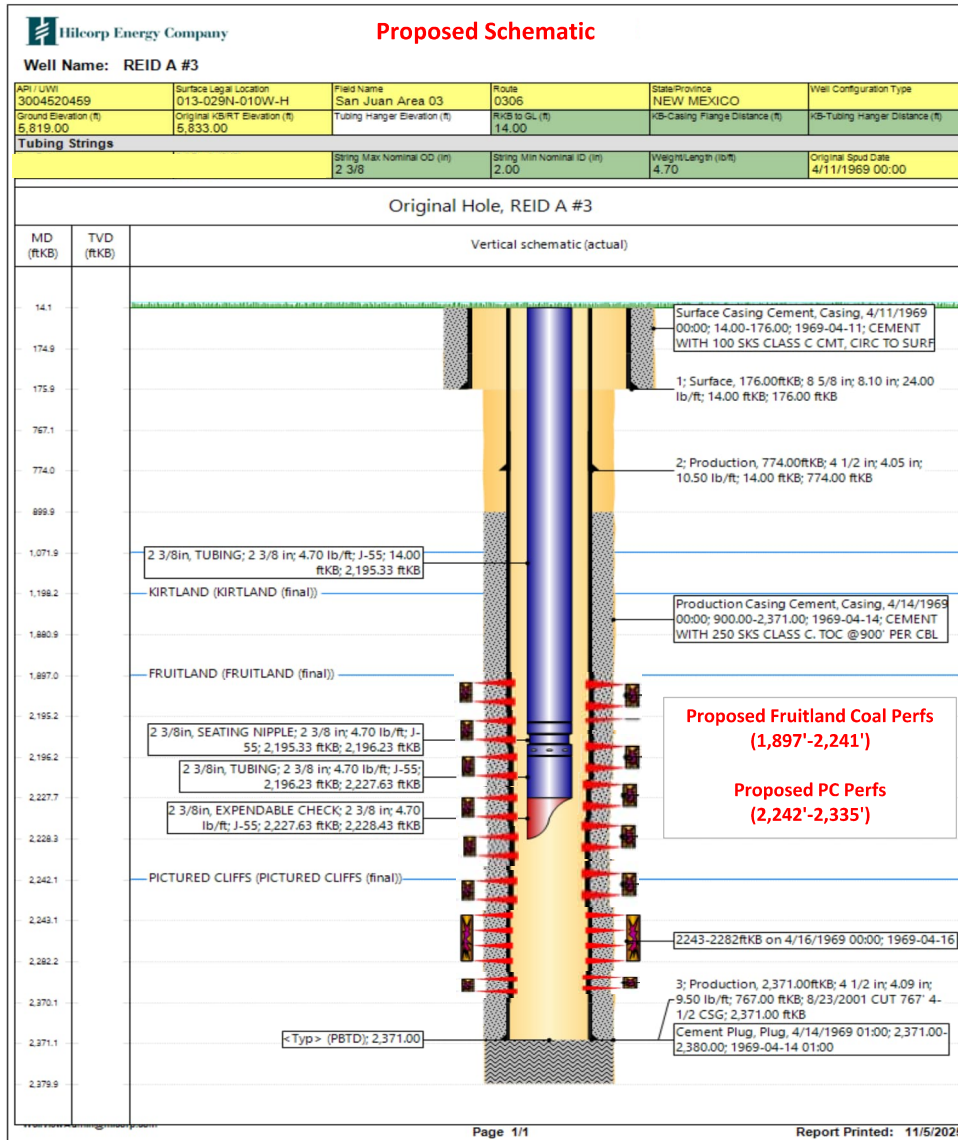 Hilcorp Energy Company
Proposed Schematic
Well Name: REID A #3
API / UWI
3004520459
Surface Legal Location
013-029N-010W-H
Field Name
San Juan Area 03
Route
0306
State/Province
NEW MEXICO
Well Configuration Type
Ground Elevation (ft)
5,819.00
Original KB/RT Elevation (ft)
5,833.00
Tubing Hanger Elevation (ft)
RKB to GL (ft)
14.00
KB-Casing Flange Distance (ft)
KB-Tubing Hanger Distance (ft)
Tubing Strings
String Max Nominal OD (in)
2 3/8
String Min Nominal ID (in)
2.00
Weight/Length (lb/ft)
4.70
Original Spud Date
4/11/1969 00:00
Original Hole, REID A #3
MD
(ftKB)
TVD
(ftKB)
Vertical schematic (actual)
14.1
174.9
175.9
767.1
774.0
899.9
1,071.9
1,198.2
1,880.9
1,897.0
2,195.2
2,196.2
2,227.7
2,228.3
2,242.1
2,243.1
2,282.2
2,370.1
2,371.1
2,379.9
Surface Casing Cement, Casing, 4/11/1969
00:00; 14.00-176.00; 1969-04-11; CEMENT
WITH 100 SKS CLASS C CMT, CIRC TO SURF
1; Surface, 176.00ftKB; 8 5/8 in; 8.10 in; 24.00
lb/ft; 14.00 ftKB; 176.00 ftKB
2; Production, 774.00ftKB; 4 1/2 in; 4.05 in;
10.50 lb/ft; 14.00 ftKB; 774.00 ftKB
2 3/8in, TUBING; 2 3/8 in; 4.70 lb/ft; J-55; 14.00
ftKB; 2,195.33 ftKB
KIRTLAND (KIRTLAND (final))
Production Casing Cement, Casing, 4/14/1969
00:00; 900.00-2,371.00; 1969-04-14; CEMENT
WITH 250 SKS CLASS C. TOC @900' PER CBL
FRUITLAND (FRUITLAND (final))
Proposed Fruitland Coal Perfs
(1,897'-2,241')
Proposed PC Perfs
(2,242'-2,335')
2 3/8in, SEATING NIPPLE; 2 3/8 in; 4.70 lb/ft; J-
55; 2,195.33 ftKB; 2,196.23 ftKB
2 3/8in, TUBING; 2 3/8 in; 4.70 lb/ft; J-55;
2,196.23 ftKB; 2,227.63 ftKB
2 3/8in, EXPENDABLE CHECK; 2 3/8 in; 4.70
lb/ft; J-55; 2,227.63 ftKB; 2,228.43 ftKB
PICTURED CLIFFS (PICTURED CLIFFS (final))
2243-2282ftKB on 4/16/1969 00:00; 1969-04-16
3; Production, 2,371.00ftKB; 4 1/2 in; 4.09 in;
9.50 lb/ft; 767.00 ftKB; 8/23/2001 CUT 767' 4-
1/2 CSG; 2,371.00 ftKB
<Typ> (PBTD); 2,371.00
Cement Plug, Plug, 4/14/1969 01:00; 2,371.00-
2,380.00; 1969-04-14 01:00
Page 1/1
Report Printed: 11/5/2025